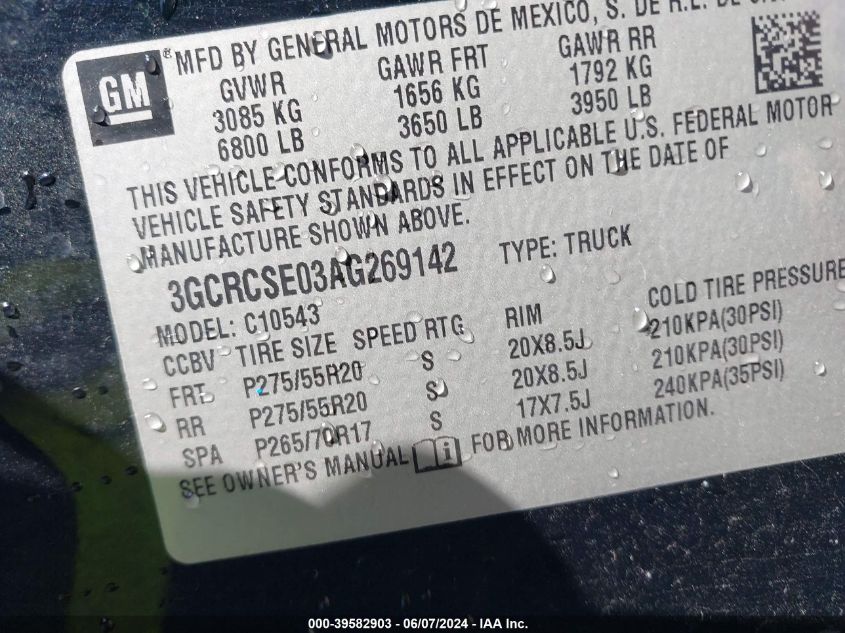 MFD BY GENERAL MOTORS DE MEXICO, S. DE R.L. DE
GM®
GVWR GAWR FRT GAWR RR
3085 KG 1656 KG 1792 KG
6800 LB 3650 LB 3950 LB
THIS VEHICLE CONFORMS TO ALL APPLICABLE U.S. FEDERAL MOTOR
VEHICLE SAFETY STANDARDS IN EFFECT ON THE DATE OF
MANUFACTURE SHOWN ABOVE.
3GCRCSE03AG269142 TYPE: TRUCK
MODEL: C10543
CCBV TIRE SIZE SPEED RTG RIM COLD TIRE PRESSURE
FRT P275/55R20 S 20X8.5J 210KPA(30PSI)
RR P275/55R20 S 20X8.5J 210KPA(30PSI)
SPA P265/70R17 S 17X7.5J 240KPA(35PSI)
SEE OWNER'S MANUAL i FOR MORE INFORMATION.
000-39582903 - 06/07/2024 - IAA Inc.